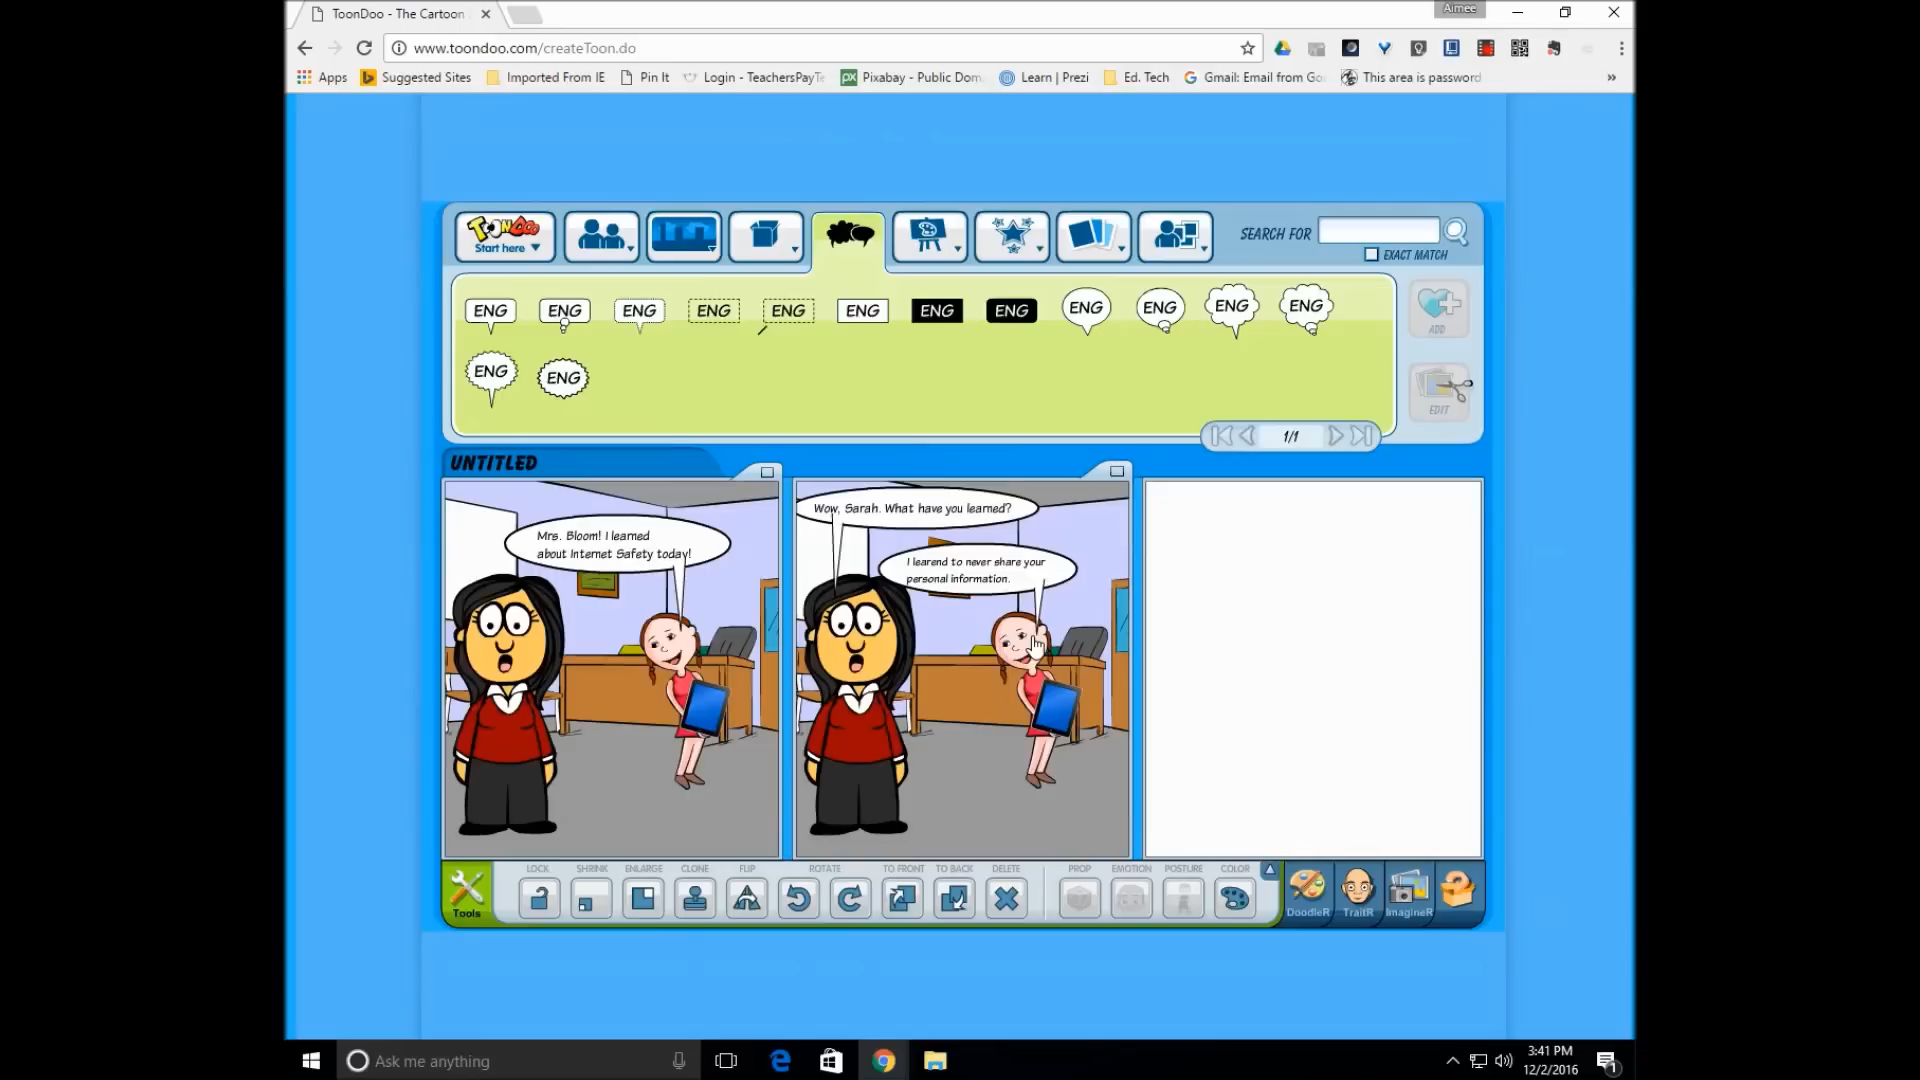 ToonDoo - The Cartoon
Aimee
www.toondoo.com/createToon.do
Apps Suggested Sites Imported From IE Pin It Login - TeachersPayTe Pixabay - Public Dom Learn | Prezi Ed. Tech Gmail: Email from Go This area is password
TOONDOO
Start here
SEARCH FOR
EXACT MATCH
ENG ENG ENG ENG ENG ENG ENG ENG ENG ENG ENG ENG
ENG ENG
ADD
EDIT
1/1
UNTITLED
Mrs. Bloom! I learned
about Internet Safety today!
Wow, Sarah. What have you learned?
I learend to never share your
personal information.
LOCK SHRINK ENLARGE CLONE FLIP ROTATE TO FRONT TO BACK DELETE PROP EMOTION POSTURE COLOR
Tools
DoodleR TraitR ImagineR
Ask me anything
3:41 PM
12/2/2016
1